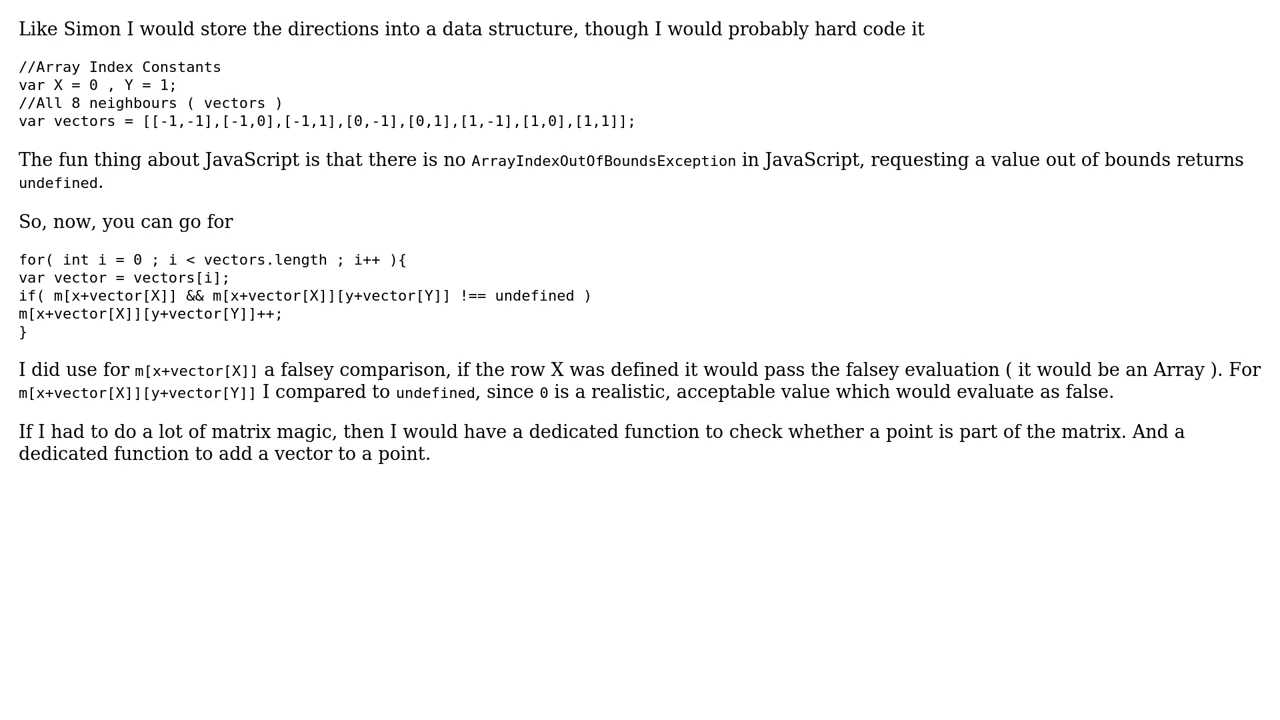 Like Simon I would store the directions into a data structure, though I would probably hard code it
//Array Index Constants
var X = 0 , Y = 1;
//All 8 neighbours ( vectors )
var vectors = [[-1,-1],[-1,0],[-1,1],[0,-1],[0,1],[1,-1],[1,0],[1,1]];
The fun thing about JavaScript is that there is no ArrayIndexOutOfBoundsException in JavaScript, requesting a value out of bounds returns
undefined.
So, now, you can go for
for( int i = 0 ; i < vectors.length ; i++ ){
var vector = vectors[i];
if( m[x+vector[X]] && m[x+vector[X]][y+vector[Y]] !== undefined )
m[x+vector[X]][y+vector[Y]]++;
}
I did use for m[x+vector[X]] a falsey comparison, if the row X was defined it would pass the falsey evaluation ( it would be an Array ). For
m[x+vector[X]][y+vector[Y]] I compared to undefined, since 0 is a realistic, acceptable value which would evaluate as false.
If I had to do a lot of matrix magic, then I would have a dedicated function to check whether a point is part of the matrix. And a
dedicated function to add a vector to a point.